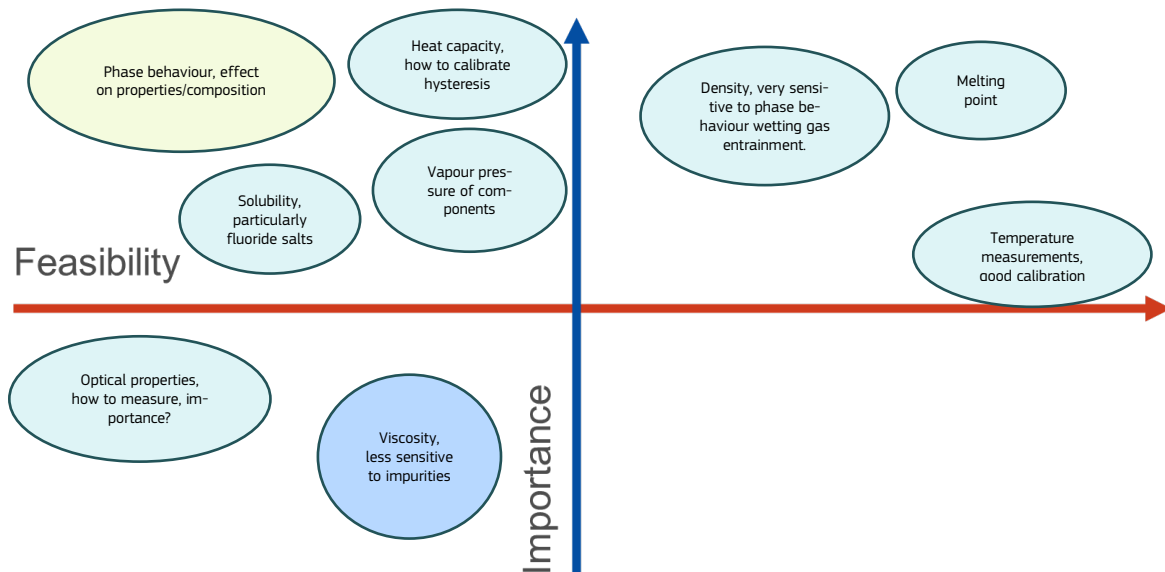 Phase behaviour, effect
on properties/composition
Heat capacity,
how to calibrate
hysteresis
Density, very sensi-
tive to phase be-
haviour wetting gas
entrainment.
Melting
point
Solubility,
particularly
fluoride salts
Vapour pres-
sure of com-
ponents
Temperature
measurements,
good calibration
Feasibility
Optical properties,
how to measure, im-
portance?
Viscosity,
less sensitive
to impurities
Importance